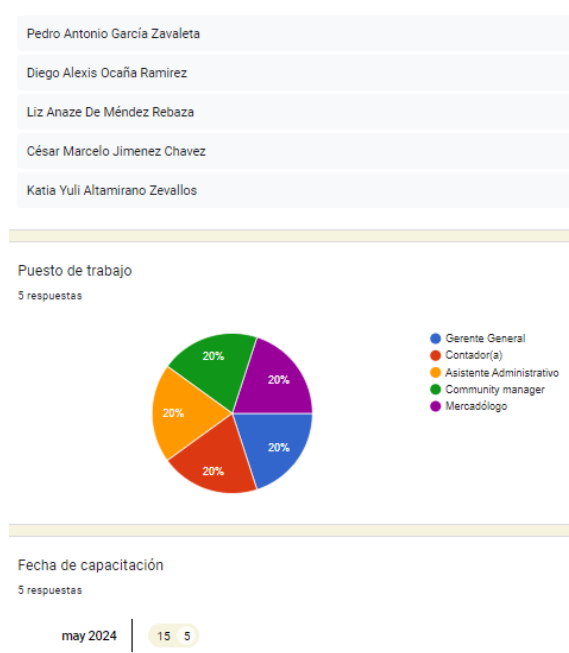 Pedro Antonio García Zavaleta
Diego Alexis Ocaña Ramirez
Liz Anaze De Méndez Rebaza
César Marcelo Jimenez Chavez
Katia Yuli Altamirano Zevallos
Puesto de trabajo
5 respuestas
20%
20%
20%
20%
20%
Gerente General
Contador(a)
Asistente Administrativo
Community manager
Mercadólogo
Fecha de capacitación
5 respuestas
may 2024 15 5